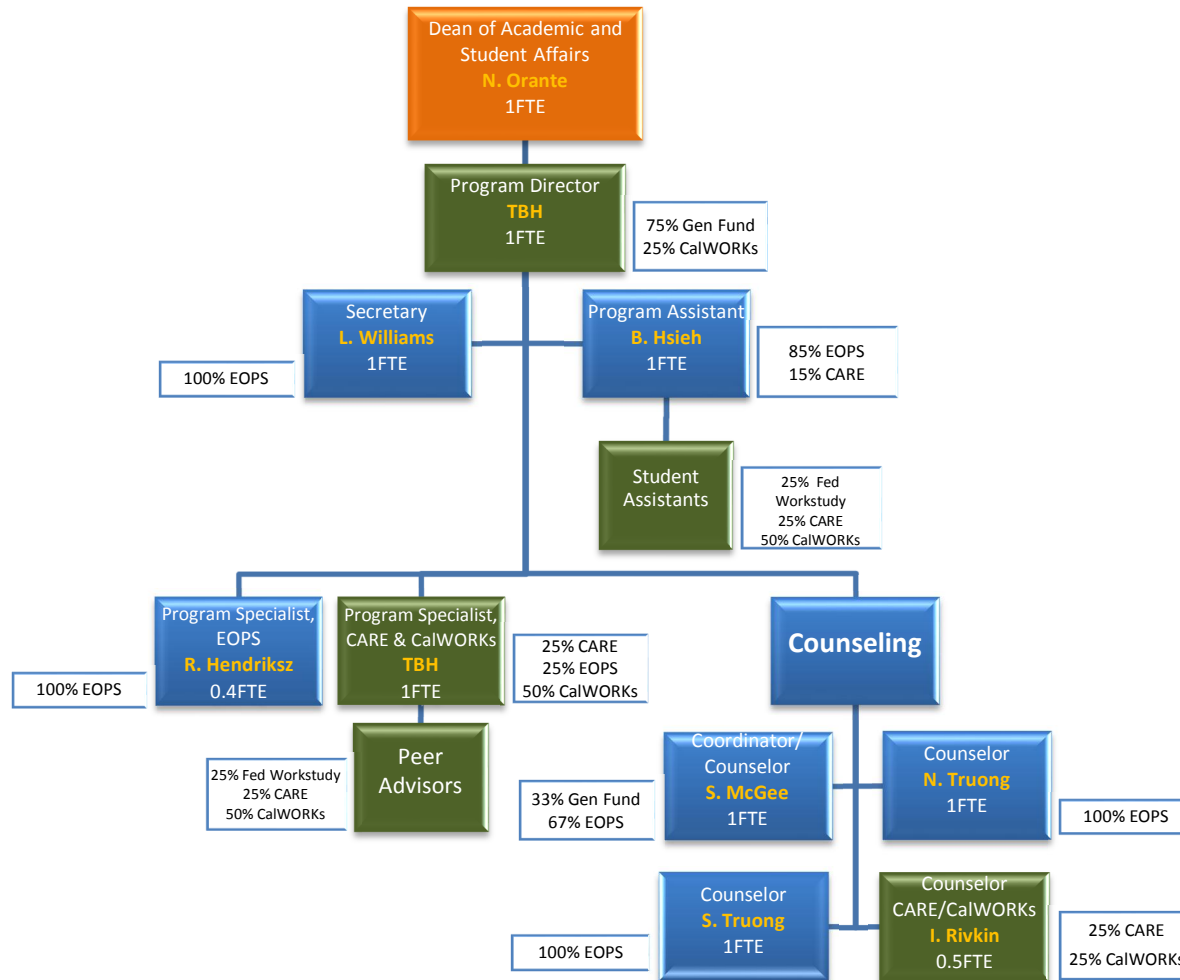 Dean of Academic and
Student Affairs
N. Orante
1FTE
Program Director
TBH
1FTE
75% Gen Fund
25% CalWORKs
Secretary
L. Williams
1FTE
100% EOPS
Program Assistant
B. Hsieh
1FTE
85% EOPS
15% CARE
Student
Assistants
25% Fed
Workstudy
25% CARE
50% CalWORKs
Program Specialist,
EOPS
R. Hendriksz
0.4FTE
100% EOPS
Program Specialist,
CARE & CalWORKs
TBH
1FTE
25% CARE
25% EOPS
50% CalWORKs
Peer
Advisors
25% Fed Workstudy
25% CARE
50% CalWORKs
Counseling
Coordinator/
Counselor
S. McGee
1FTE
33% Gen Fund
67% EOPS
Counselor
N. Truong
1FTE
100% EOPS
Counselor
S. Truong
1FTE
100% EOPS
Counselor
CARE/CalWORKs
I. Rivkin
0.5FTE
25% CARE
25% CalWORKs